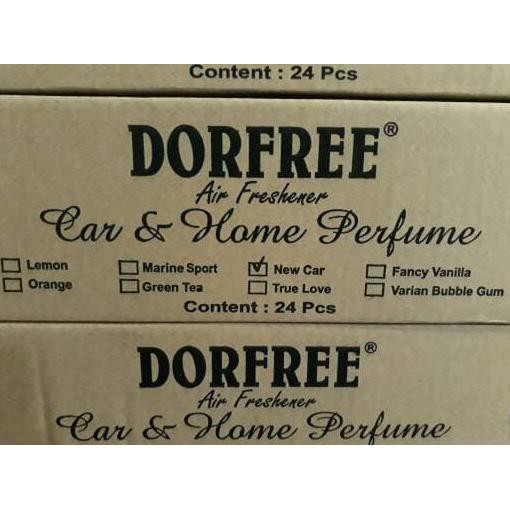 Content : 24 Pcs
DORFREE®
Air Freshener
Car & Home Perfume
Lemon Marine Sport New Car Fancy Vanilla
Orange Green Tea True Love Varian Bubble Gum
Content : 24 Pcs
DORFREE®
Air Freshener
Car & Home Perfume